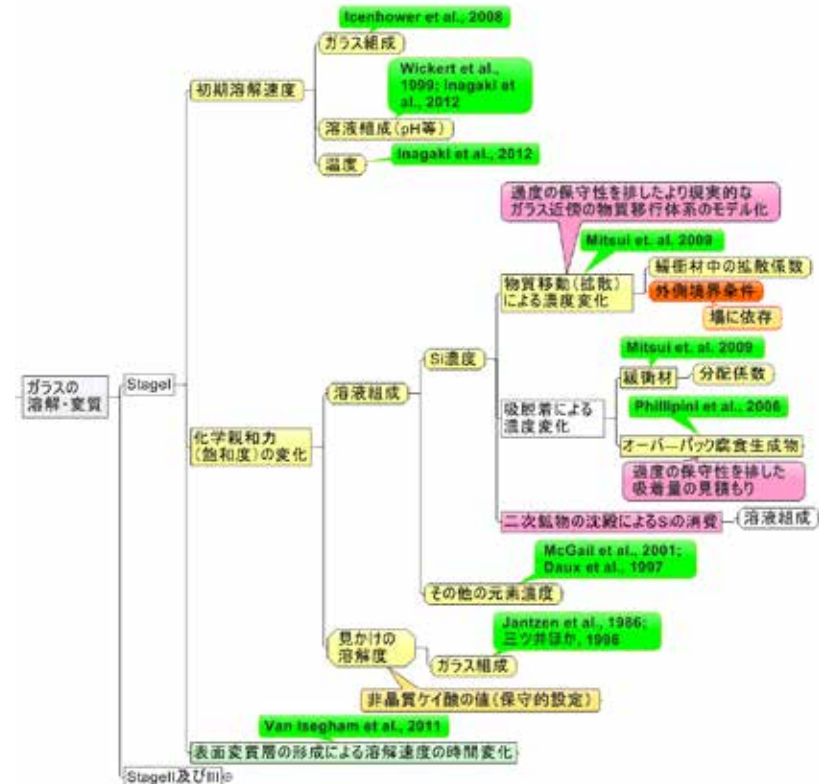 Icenhower et al., 2008
ガラス組成
初期溶解速度
Wickert et al.,
1999; Inagaki et
al., 2012
溶液組成(pH等)
温度
Inagaki et al., 2012
過度の保守性を排したより現実的な
ガラス近傍の物質移行体系のモデル化
Mitsui et. al. 2009
物質移動(拡散)
による濃度変化
緩衝材中の拡散係数
外側境界条件
場に依存
Si濃度
Mitsui et. al. 2009
緩衝材
分配係数
吸脱着による
濃度変化
Phillipini et al., 2006
オーバーパック腐食生成物
過度の保守性を排した
吸着量の見積もり
ガラスの
溶解・変質
StageI
溶液組成
化学親和力
(飽和度)の変化
二次鉱物の沈殿によるSiの消費
溶液組成
McGail et al., 2001;
Daux et al., 1997
その他の元素濃度
Jantzen et al., 1986;
三ツ井ほか, 1996
見かけの
溶解度
ガラス組成
非晶質ケイ酸の値(保守的設定)
Van Isegham et al., 2011
表面変質層の形成による溶解速度の時間変化
StageII及びIII